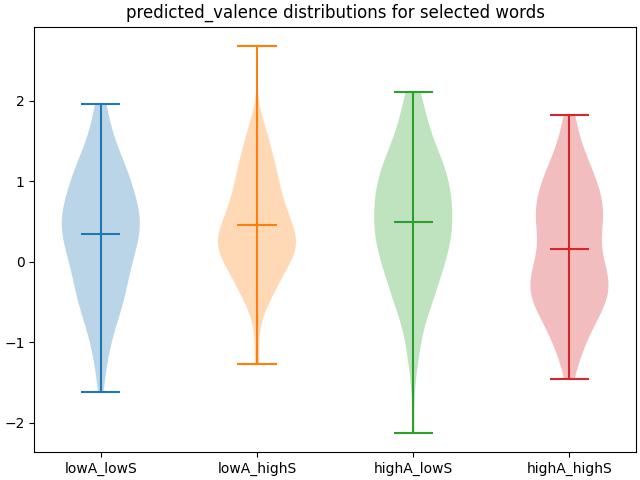 predicted_valence distributions for selected words
2
1
0
−1
−2
lowA_lowS
lowA_highS
highA_lowS
highA_highS